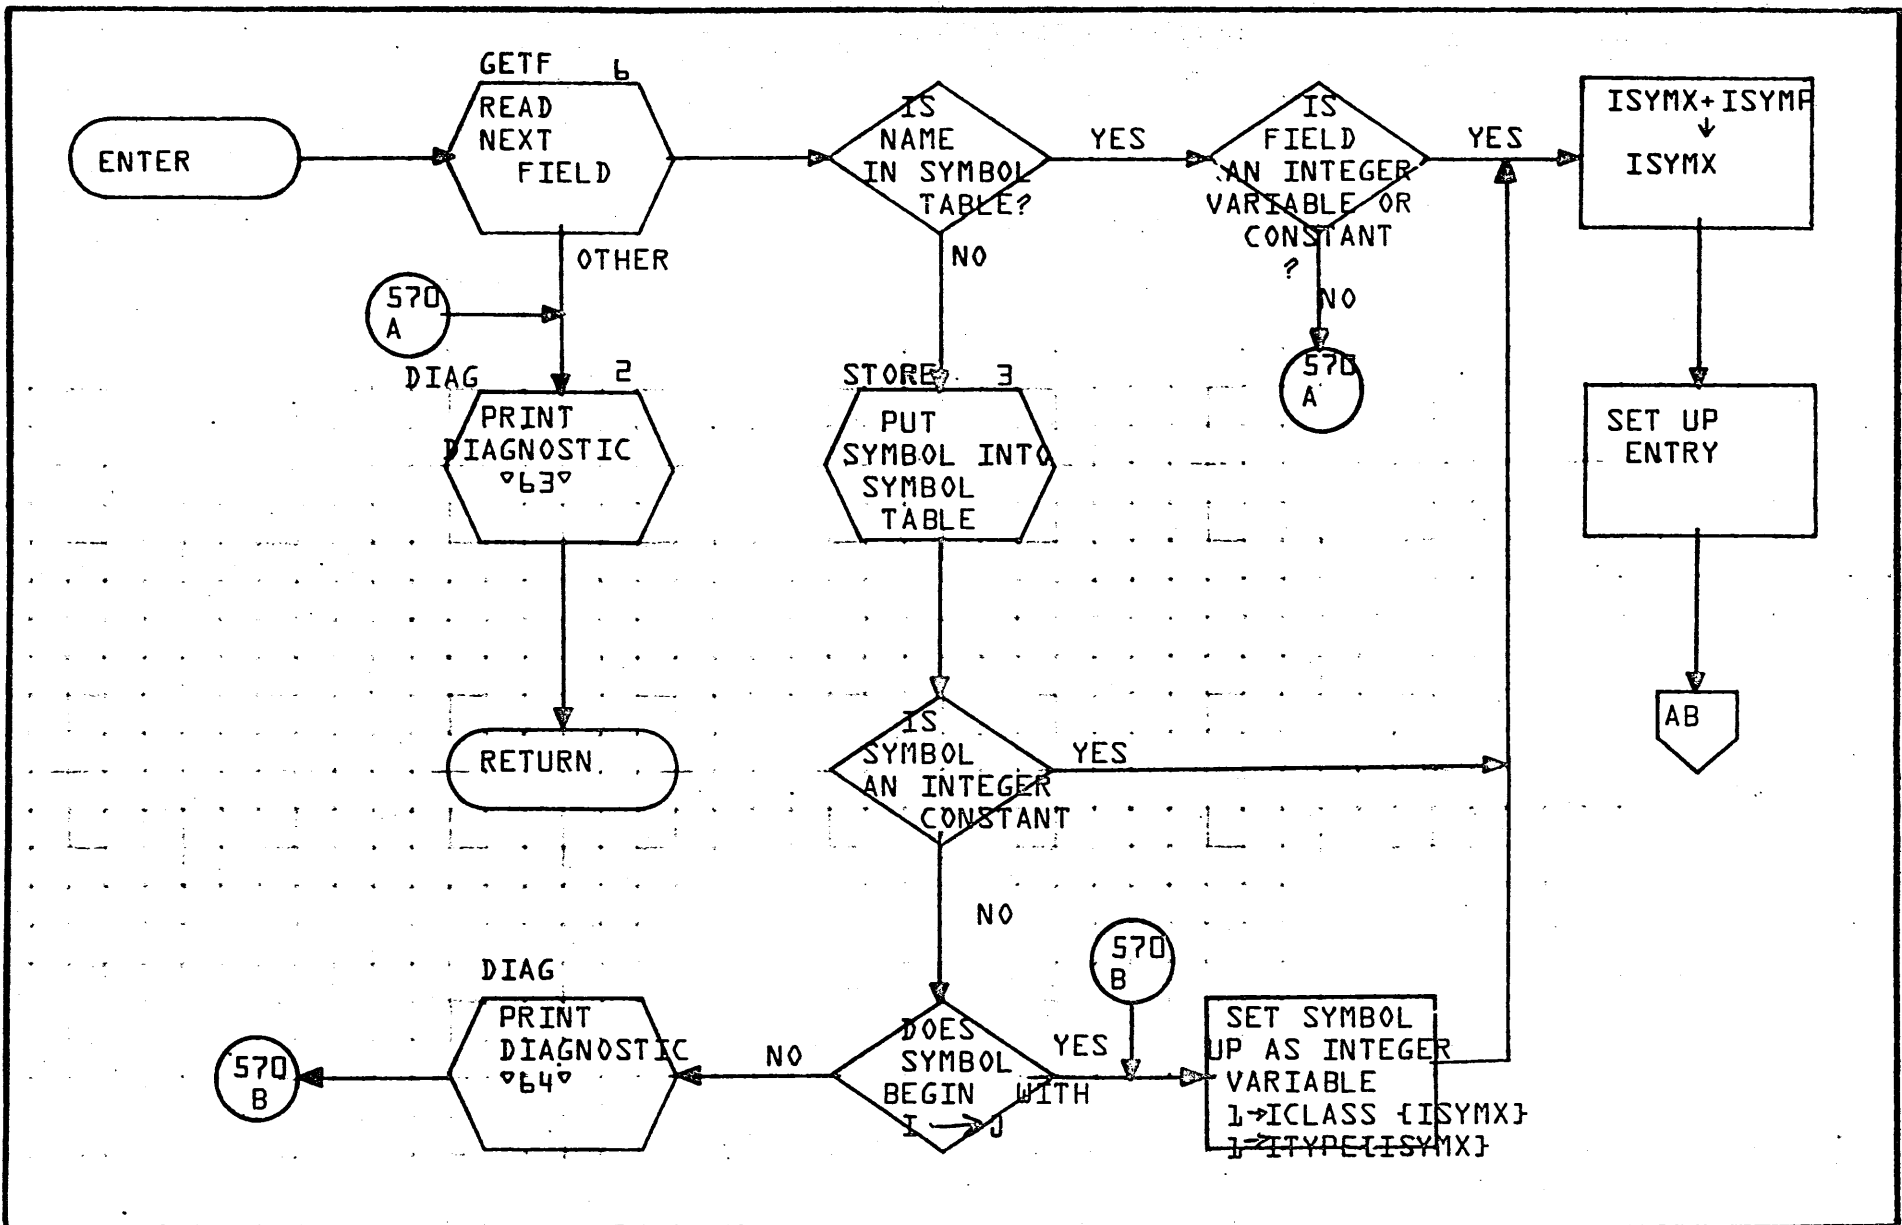 ENTER
GETF 6
READ
NEXT
FIELD
OTHER
IS
NAME
IN SYMBOL
TABLE?
YES
NO
IS
FIELD
AN INTEGER
VARIABLE OR
CONSTANT
?
YES
NO
570
A
ISYMX+ISYMP
↓
ISYMX
SET UP
ENTRY
AB
570
A
DIAG 2
PRINT
DIAGNOSTIC
∇63∇
RETURN
STORE 3
PUT
SYMBOL INTO
SYMBOL
TABLE
IS
SYMBOL
AN INTEGER
CONSTANT
YES
NO
DOES
SYMBOL
BEGIN WITH
I → J
YES
NO
570
B
SET SYMBOL
UP AS INTEGER
VARIABLE
1→ICLASS {ISYMX}
1→ITYPE{ISYMX}
DIAG
PRINT
DIAGNOSTIC
∇64∇
570
B